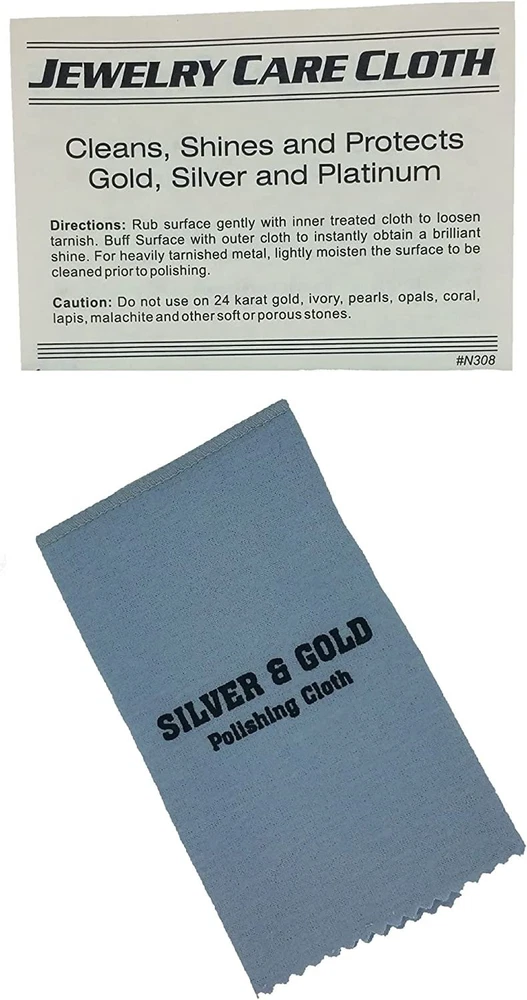 JEWELRY CARE CLOTH
Cleans, Shines and Protects
Gold, Silver and Platinum
Directions: Rub surface gently with inner treated cloth to loosen
tarnish. Buff Surface with outer cloth to instantly obtain a brilliant
shine. For heavily tarnished metal, lightly moisten the surface to be
cleaned prior to polishing.
Caution: Do not use on 24 karat gold, ivory, pearls, opals, coral,
lapis, malachite and other soft or porous stones.
#N308
SILVER & GOLD
Polishing Cloth